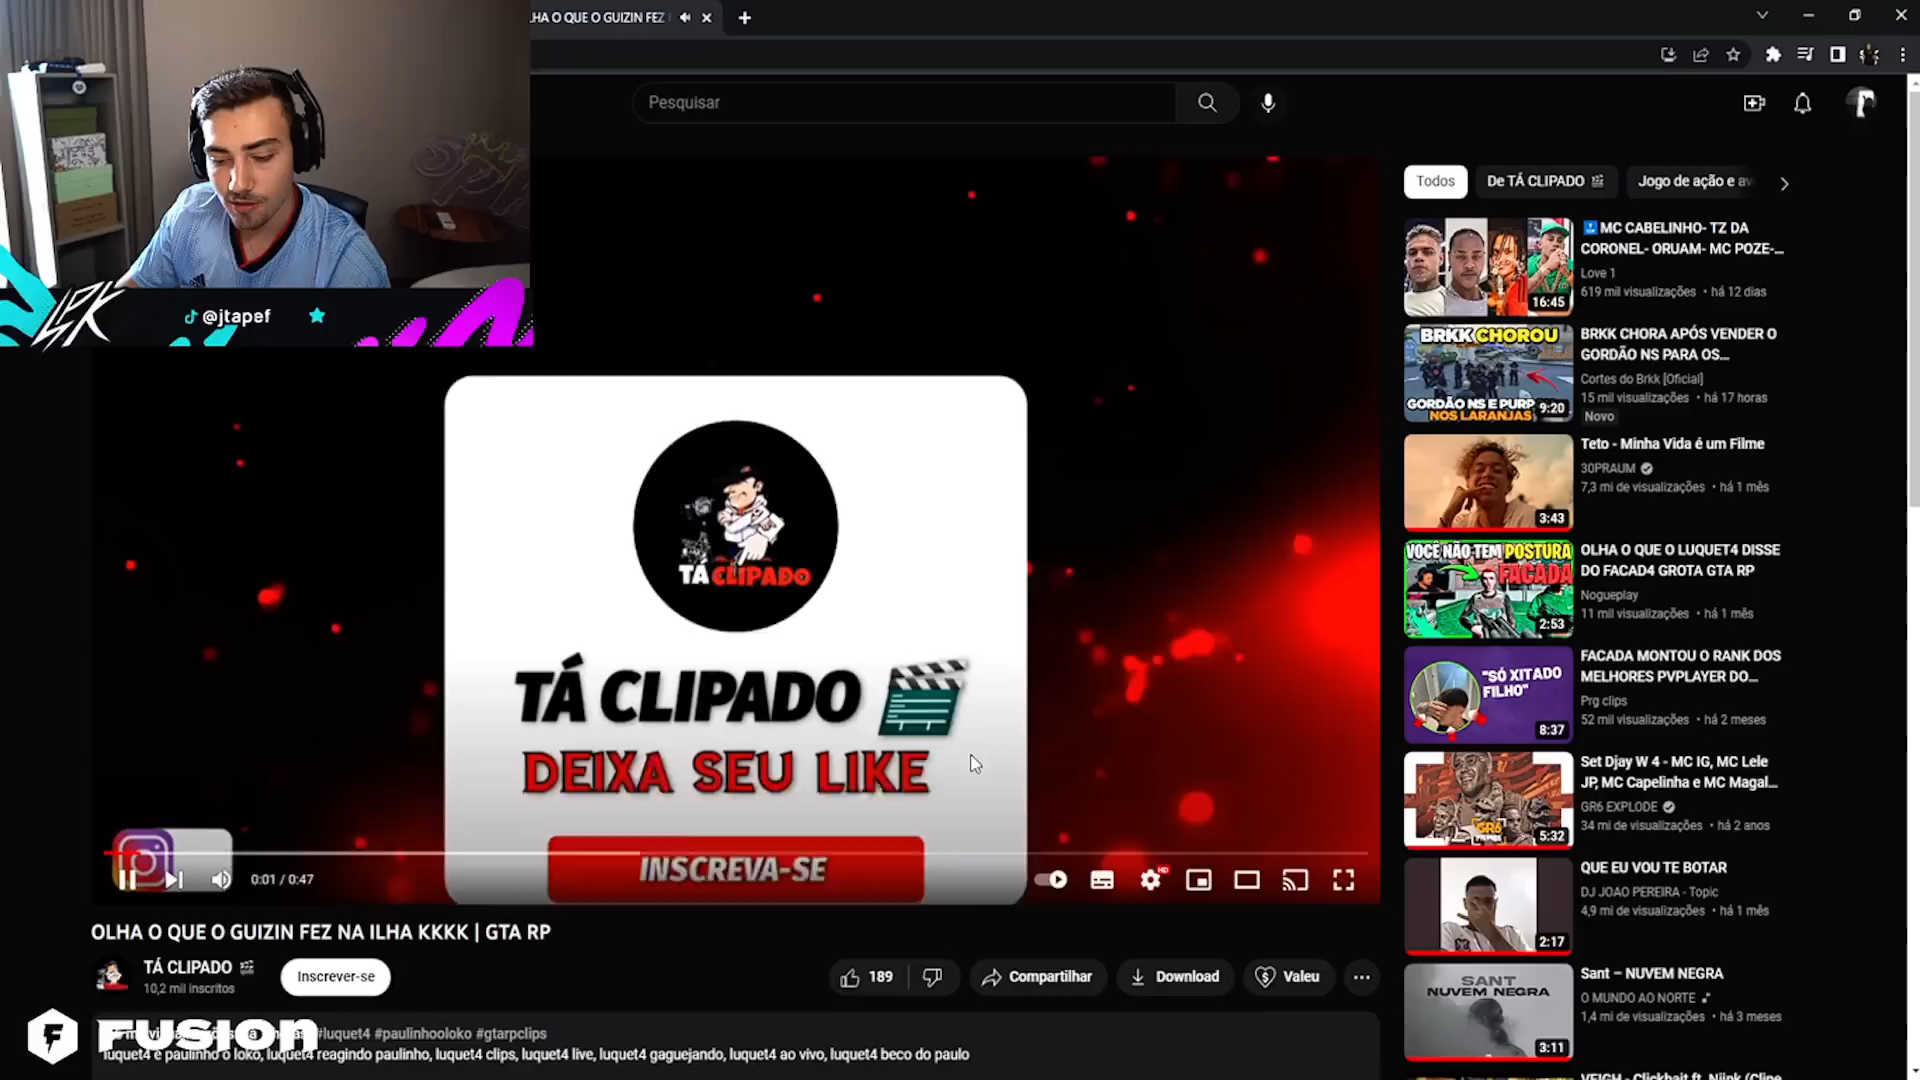 LHA O QUE O GUIZIN FEZ
Pesquisar
@jtapef
TÁ CLIPADO
TÁ CLIPADO
DEIXA SEU LIKE
INSCREVA-SE
0:01 / 0:47
HD
OLHA O QUE O GUIZIN FEZ NA ILHA KKKK | GTA RP
TÁ CLIPADO
10,2 mil inscritos
Inscrever-se
189
Compartilhar
Download
Valeu
FUSION
#luquet4 #paulinhooloko #gtarpclips
luquet4 e paulinho o loko, luquet4 reagindo paulinho, luquet4 clips, luquet4 live, luquet4 gaguejando, luquet4 ao vivo, luquet4 beco do paulo
Todos
De TÁ CLIPADO
Jogo de ação e av
16:45
MC CABELINHO- TZ DA
CORONEL- ORUAM- MC POZE-...
Love 1
619 mil visualizações • há 12 dias
BRKK CHOROU
GORDÃO NS E PURP
NOS LARANJAS
9:20
BRKK CHORA APÓS VENDER O
GORDÃO NS PARA OS...
Cortes do Brkk [Oficial]
15 mil visualizações • há 17 horas
Novo
3:43
Teto - Minha Vida é um Filme
30PRAUM
7,3 mi de visualizações • há 1 mês
VOCÊ NÃO TEM POSTURA
FACADA
2:53
OLHA O QUE O LUQUET4 DISSE
DO FACAD4 GROTA GTA RP
Nogueplay
11 mil visualizações • há 1 mês
"SÓ XITADO
FILHO"
8:37
FACADA MONTOU O RANK DOS
MELHORES PVPLAYER DO...
Prg clips
52 mil visualizações • há 2 meses
GR6
5:32
Set Djay W 4 - MC IG, MC Lele
JP, MC Capelinha e MC Magal...
GR6 EXPLODE
34 mi de visualizações • há 2 anos
2:17
QUE EU VOU TE BOTAR
DJ JOAO PEREIRA - Topic
4,9 mi de visualizações • há 1 mês
SANT
NUVEM NEGRA
3:11
Sant – NUVEM NEGRA
O MUNDO AO NORTE
1,4 mi de visualizações • há 3 meses
VEIGH - Clickbait ft. Niink (Clipe